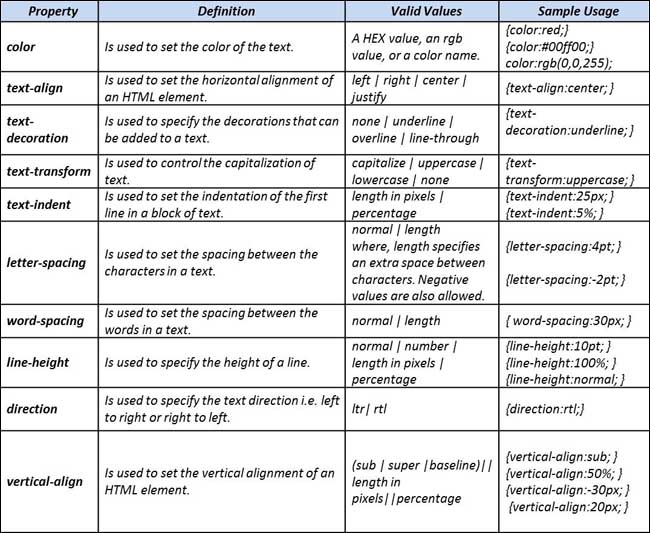 Property
Definition
Valid Values
Sample Usage
color
Is used to set the color of the text.
A HEX value, an rgb
value, or a color name.
{color:red;}
{color:#00ff00;}
color:rgb(0,0,255);
text-align
Is used to set the horizontal alignment of
an HTML element.
left | right | center |
justify
{text-align:center; }
text-
decoration
Is used to specify the decorations that can
be added to a text.
none | underline |
overline | line-through
{text-
decoration:underline; }
text-transform
Is used to control the capitalization of
text.
capitalize | uppercase |
lowercase | none
{text-
transform:uppercase; }
text-indent
Is used to set the indentation of the first
line in a block of text.
length in pixels |
percentage
{text-indent:25px; }
{text-indent:5%; }
letter-spacing
Is used to set the spacing between the
characters in a text.
normal | length
where, length specifies
an extra space between
characters. Negative
values are also allowed.
{letter-spacing:4pt; }
{letter-spacing:-2pt; }
word-spacing
Is used to set the spacing between the
words in a text.
normal | length
{ word-spacing:30px; }
line-height
Is used to specify the height of a line.
normal | number |
length in pixels |
percentage
{line-height:10pt; }
{line-height:100%; }
{line-height:normal; }
direction
Is used to specify the text direction i.e. left
to right or right to left.
ltr| rtl
{direction:rtl;}
vertical-align
Is used to set the vertical alignment of an
HTML element.
(sub | super |baseline)||
length in
pixels||percentage
{vertical-align:sub; }
{vertical-align:50%; }
{vertical-align:-30px; }
{vertical-align:20px; }